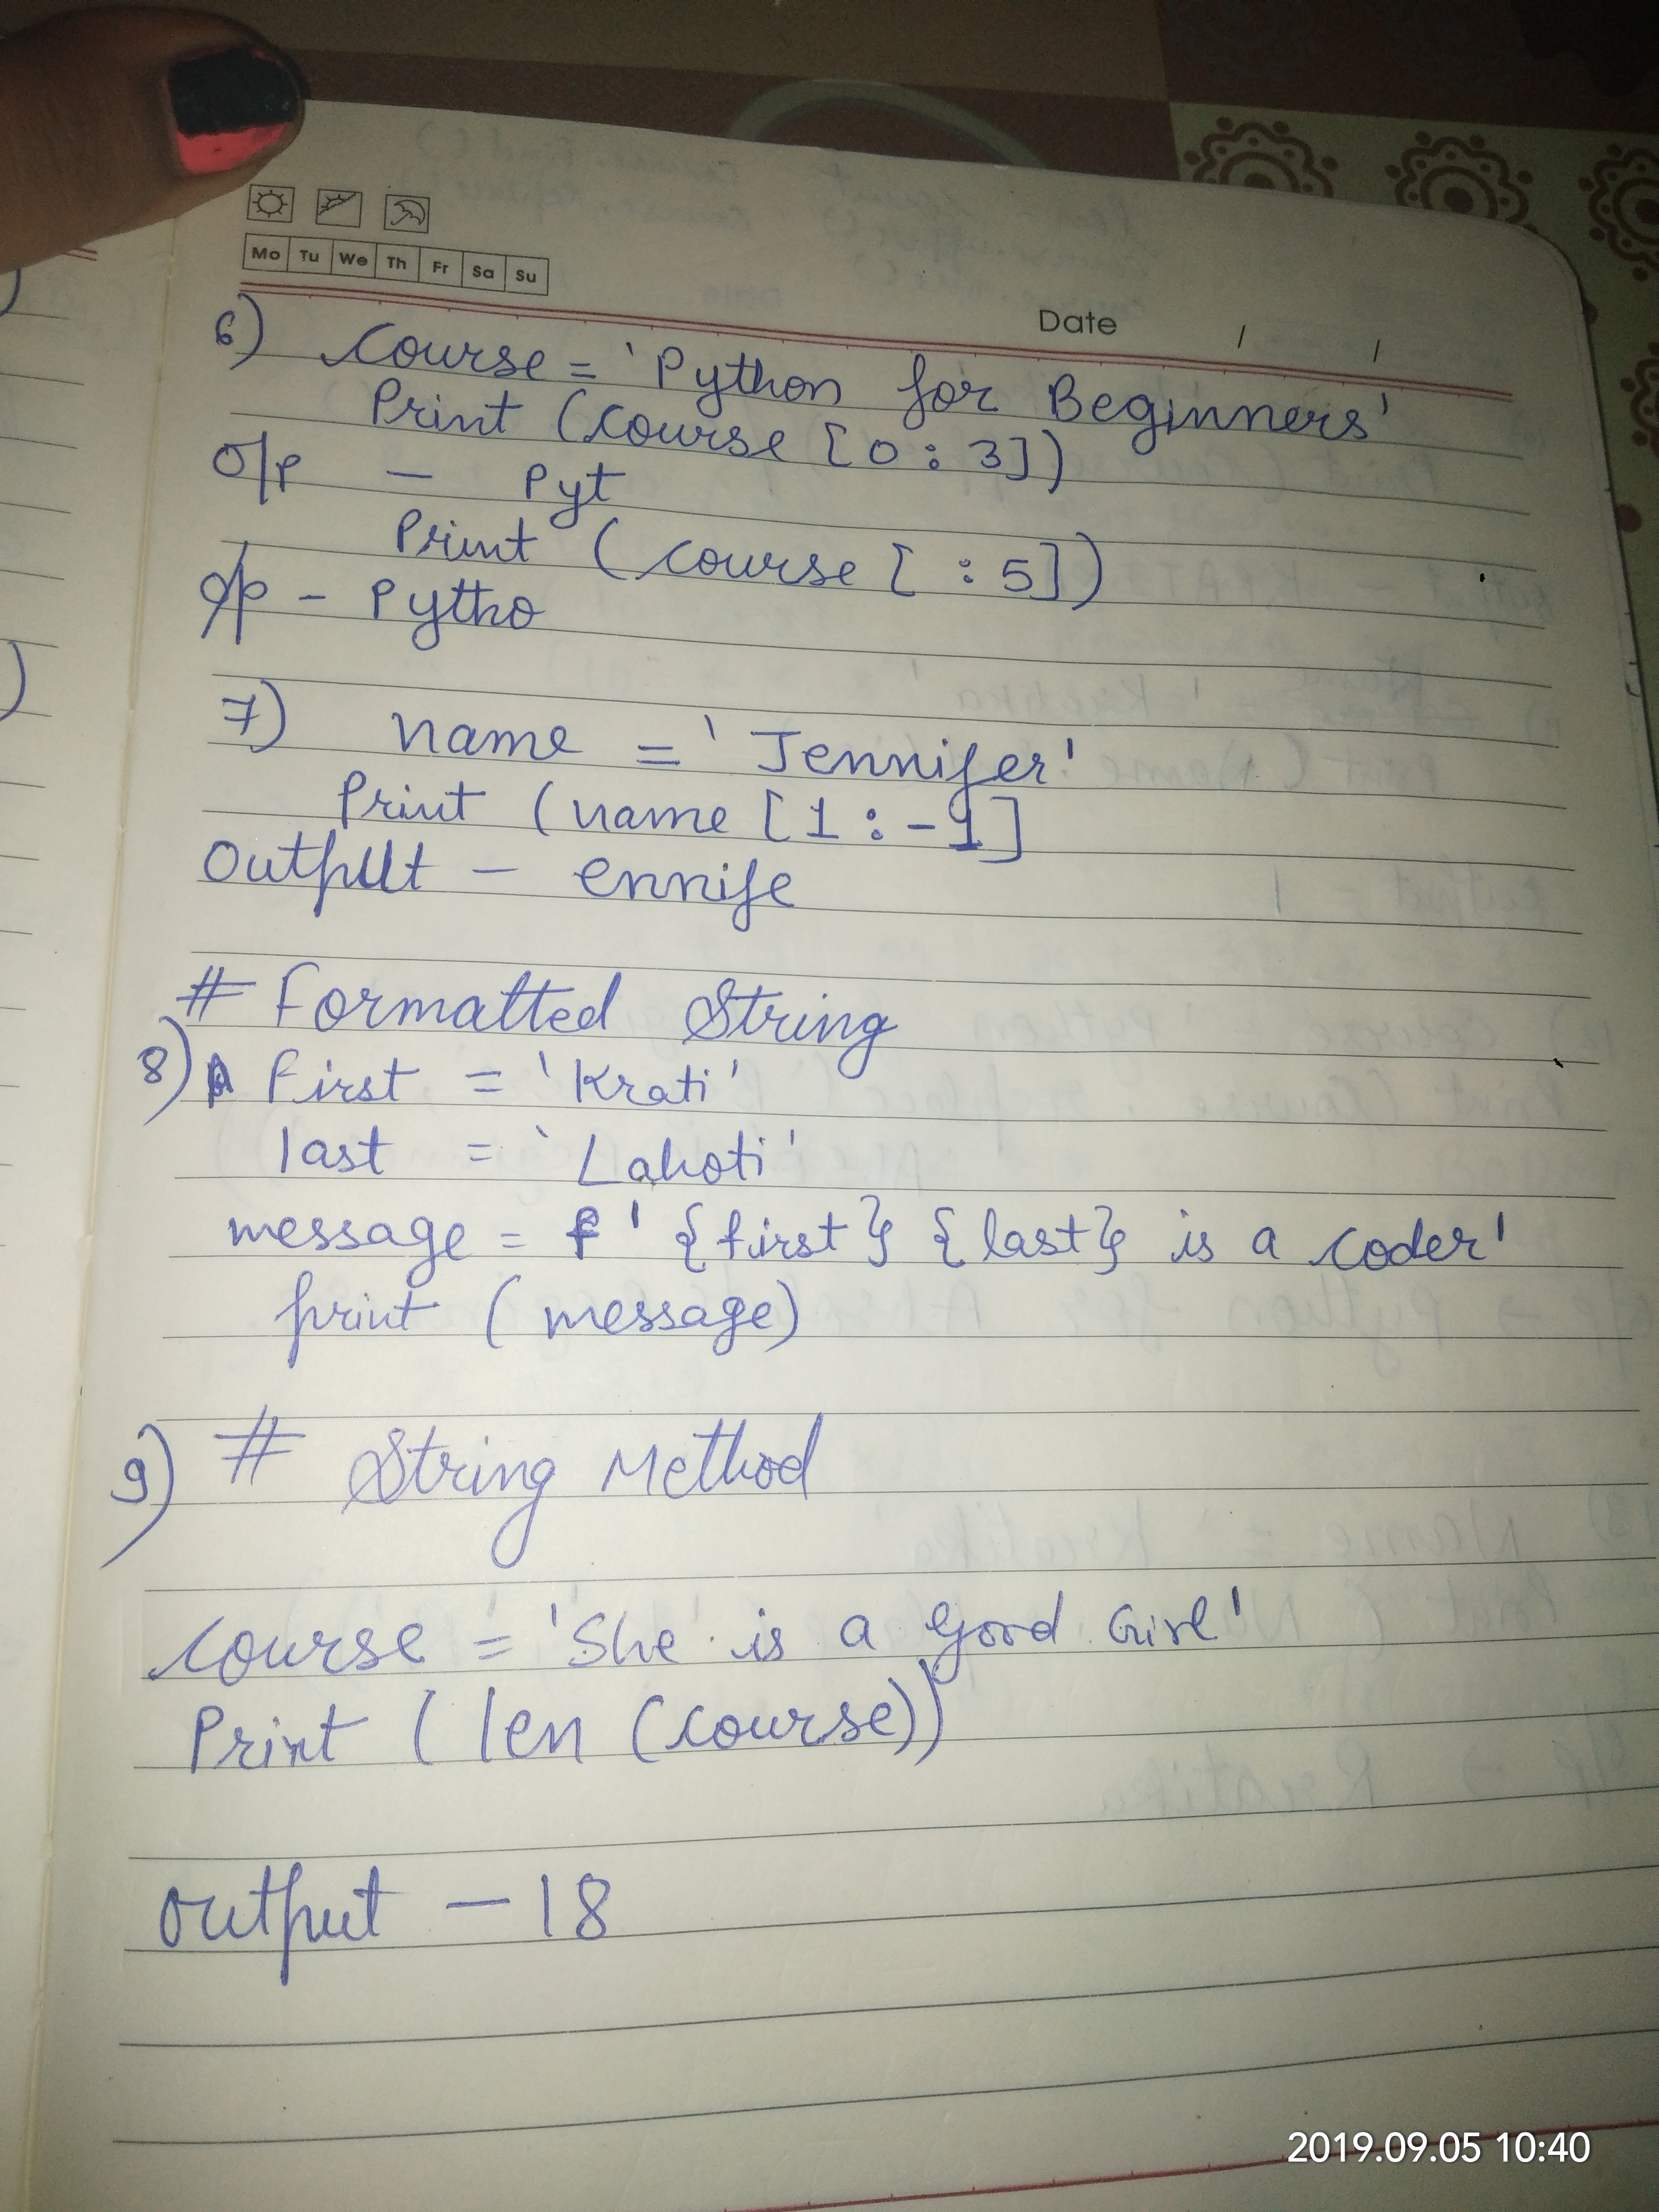 Mo Tu We Th Fr Sa Su
Date / /
6) Course = 'Python for Beginners'
Print (course [0 : 3])
O/P - Pyt
Print (course [ : 5])
O/p - Pytho
7) name = 'Jennifer'
Print (name [1 : -1]
Output - ennife
# Formatted String
8) First = 'Krati'
last = 'Lahoti'
message = f' {first} {last} is a coder'
print (message)
9) # String Method
Course = 'She is a good Girl'
Print (len (course))
output - 18
2019.09.05 10:40